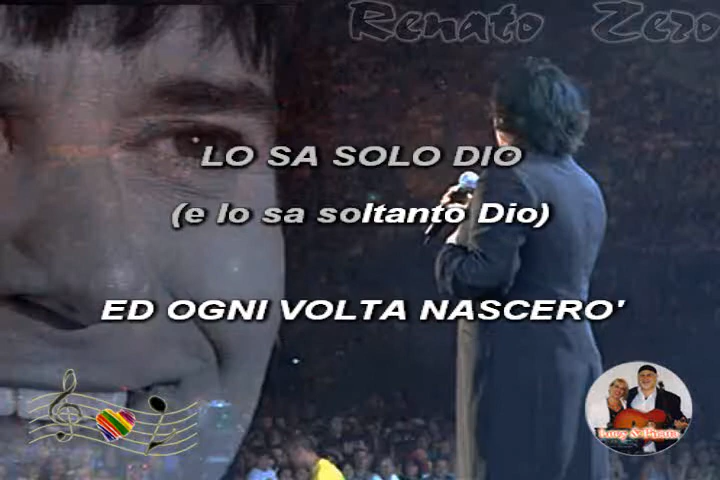 Renato Zero
LO SA SOLO DIO
(e lo sa soltanto Dio)
ED OGNI VOLTA NASCERO'